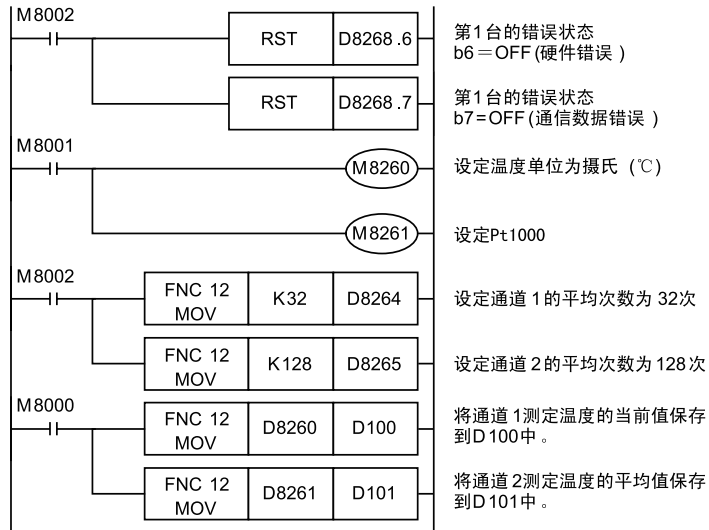 M8002
RST D8268.6 第1台的错误状态
b6=OFF(硬件错误 )
RST D8268.7 第1台的错误状态
b7=OFF(通信数据错误 )
M8001
M8260 设定温度单位为摄氏 (℃)
M8261 设定Pt1000
M8002
FNC 12
MOV K32 D8264 设定通道1的平均次数为32次
FNC 12
MOV K128 D8265 设定通道2的平均次数为128次
M8000
FNC 12
MOV D8260 D100 将通道1测定温度的当前值保存
到D100中。
FNC 12
MOV D8261 D101 将通道2测定温度的平均值保存
到D101中。